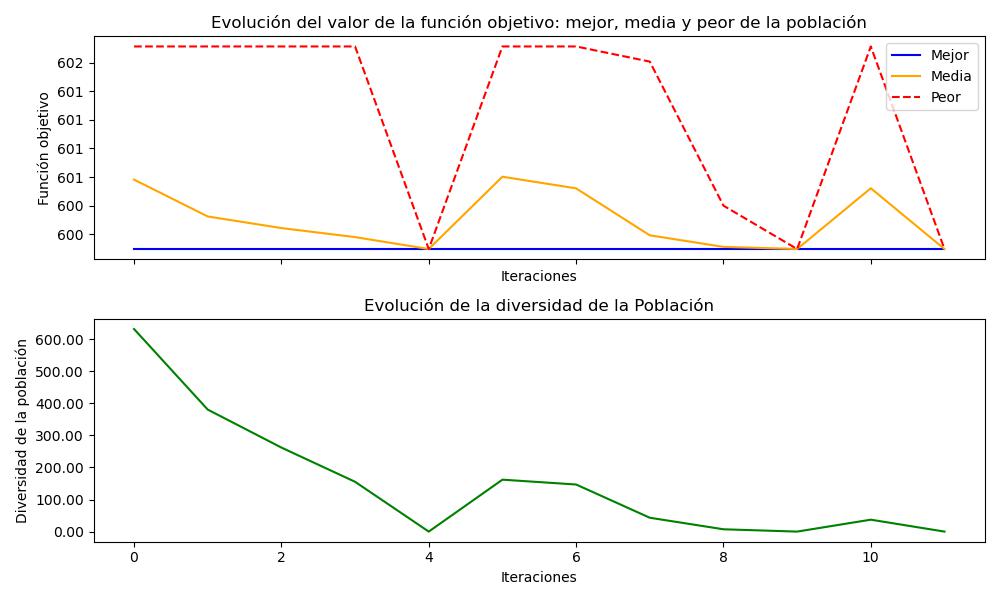 Evolución del valor de la función objetivo: mejor, media y peor de la población
Función objetivo
602
601
601
601
601
600
600
Mejor
Media
Peor
Iteraciones
Evolución de la diversidad de la Población
Diversidad de la población
600.00
500.00
400.00
300.00
200.00
100.00
0.00
0 2 4 6 8 10
Iteraciones